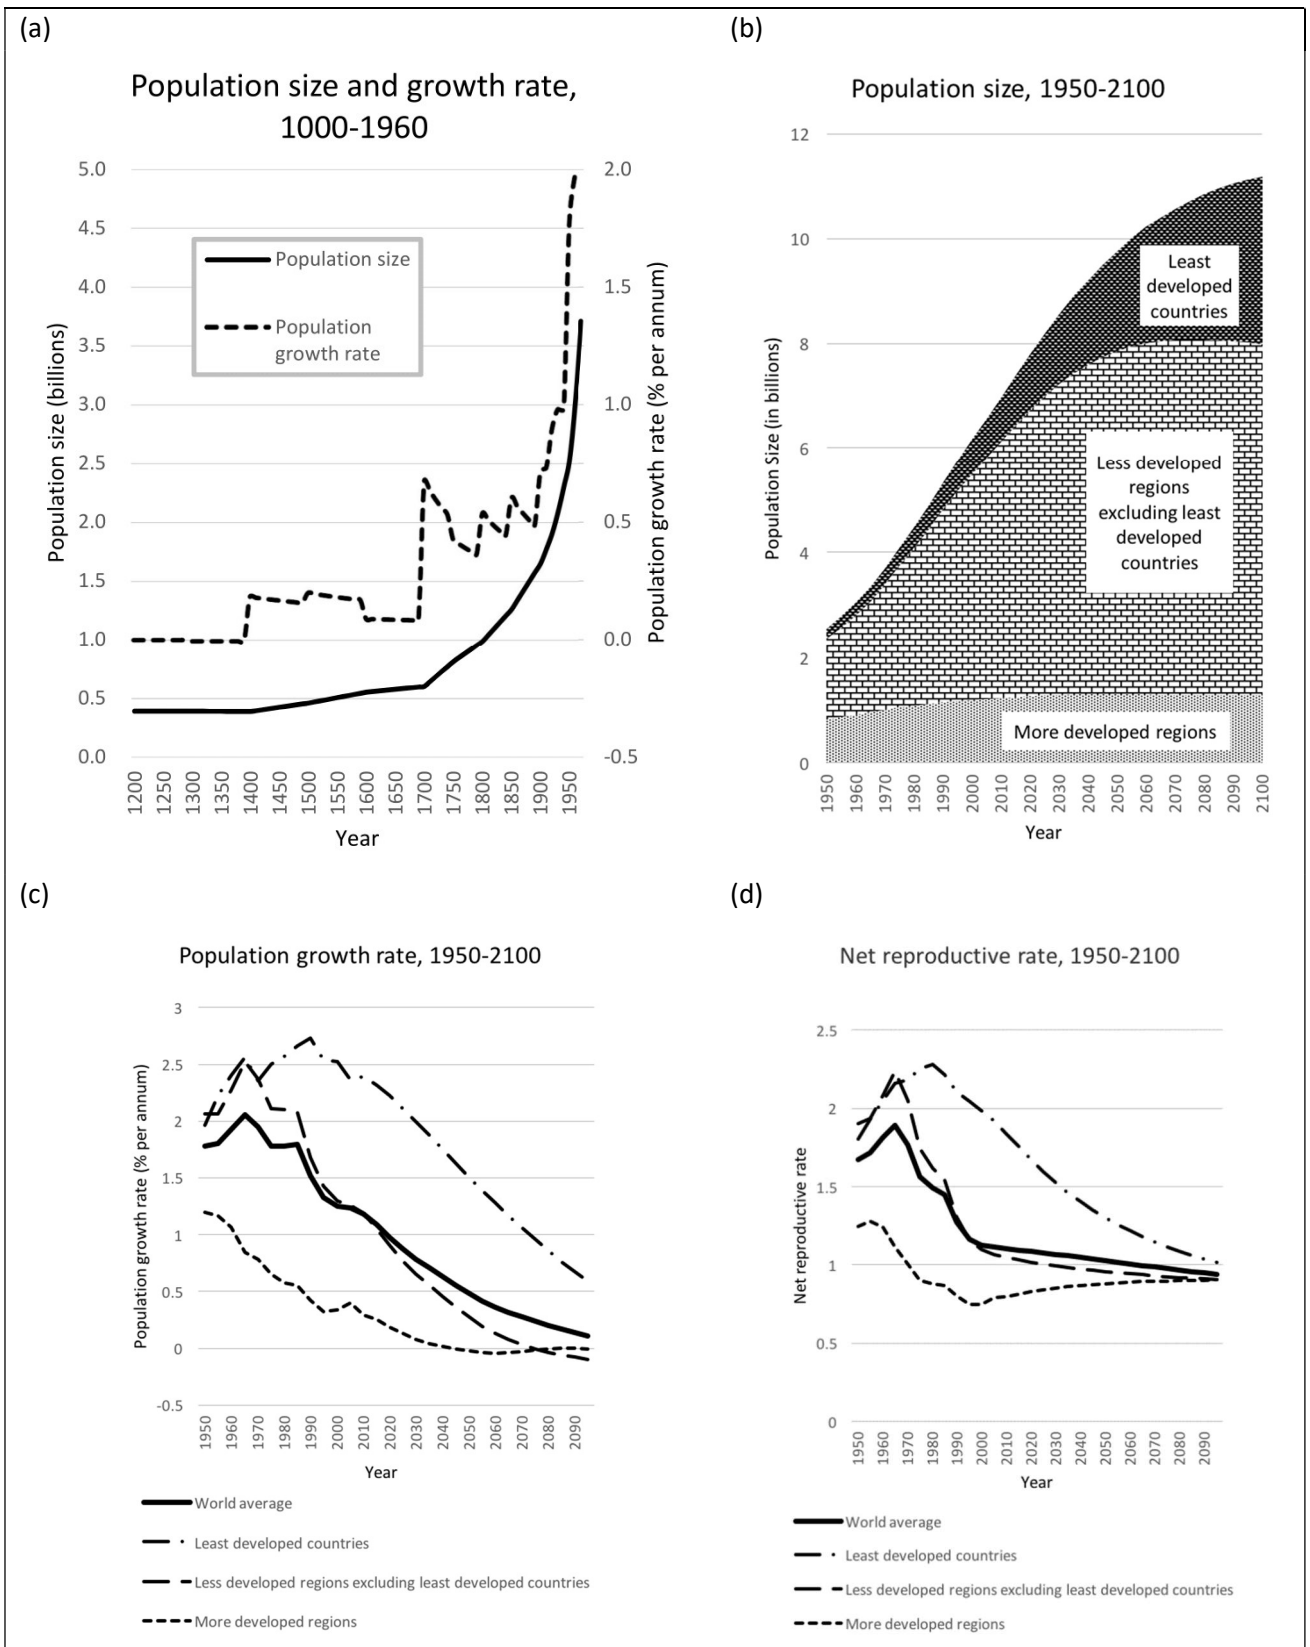 (a)
Population size and growth rate,
1000-1960
5.0
4.5
4.0
3.5
3.0
2.5
2.0
1.5
1.0
0.5
0.0
2.0
1.5
1.0
0.5
0.0
-0.5
Population size (billions)
Population growth rate (% per annum)
Population size
Population
growth rate
1200
1250
1300
1350
1400
1450
1500
1550
1600
1650
1700
1750
1800
1850
1900
1950
Year
(b)
Population size, 1950-2100
12
10
8
6
4
2
0
Population Size (in billions)
Least
developed
countries
Less developed
regions
excluding least
developed
countries
More developed regions
1950
1960
1970
1980
1990
2000
2010
2020
2030
2040
2050
2060
2070
2080
2090
2100
Year
(c)
Population growth rate, 1950-2100
3
2.5
2
1.5
1
0.5
0
-0.5
Population growth rate (% per annum)
1950
1960
1970
1980
1990
2000
2010
2020
2030
2040
2050
2060
2070
2080
2090
Year
World average
Least developed countries
Less developed regions excluding least developed countries
More developed regions
(d)
Net reproductive rate, 1950-2100
2.5
2
1.5
1
0.5
0
Net reproductive rate
1950
1960
1970
1980
1990
2000
2010
2020
2030
2040
2050
2060
2070
2080
2090
Year
World average
Least developed countries
Less developed regions excluding least developed countries
More developed regions